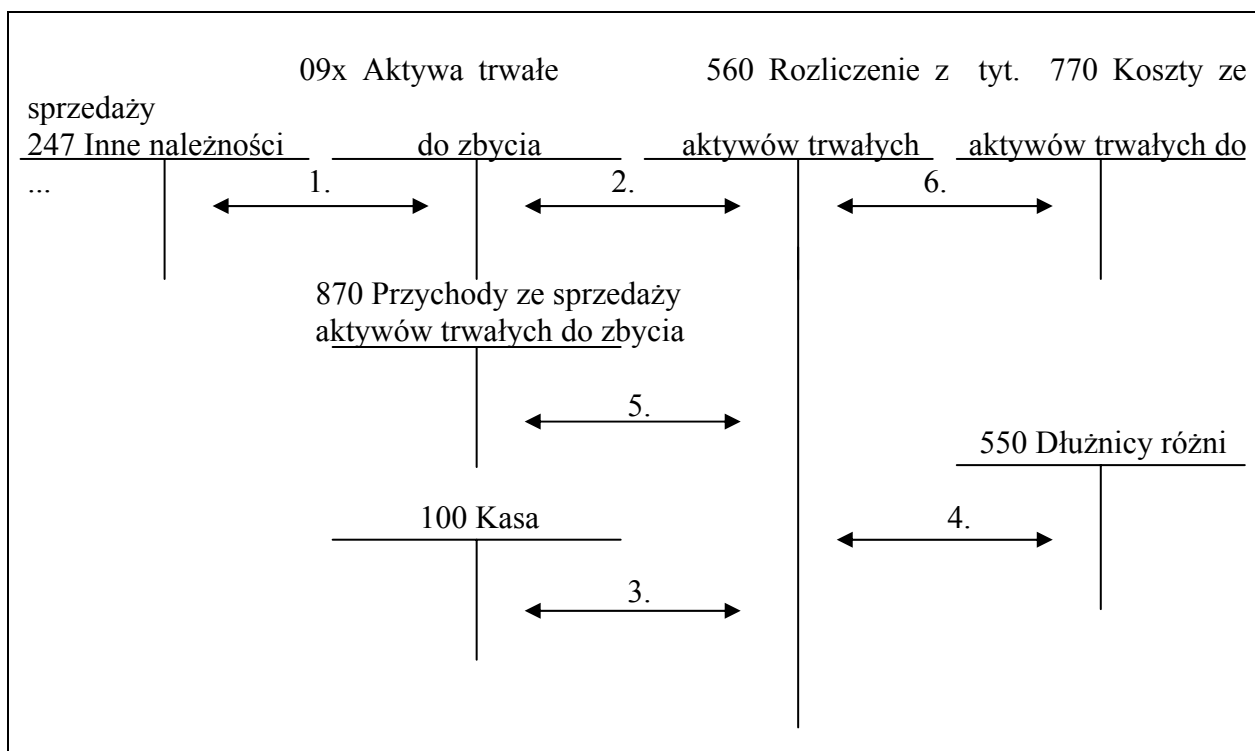 09x Aktywa trwałe 560 Rozliczenie z tyt. 770 Koszty ze
sprzedaży
247 Inne należności do zbycia aktywów trwałych aktywów trwałych do
... 1. 2. 6.
870 Przychody ze sprzedaży
aktywów trwałych do zbycia
5.
550 Dłużnicy różni
100 Kasa 4.
3.